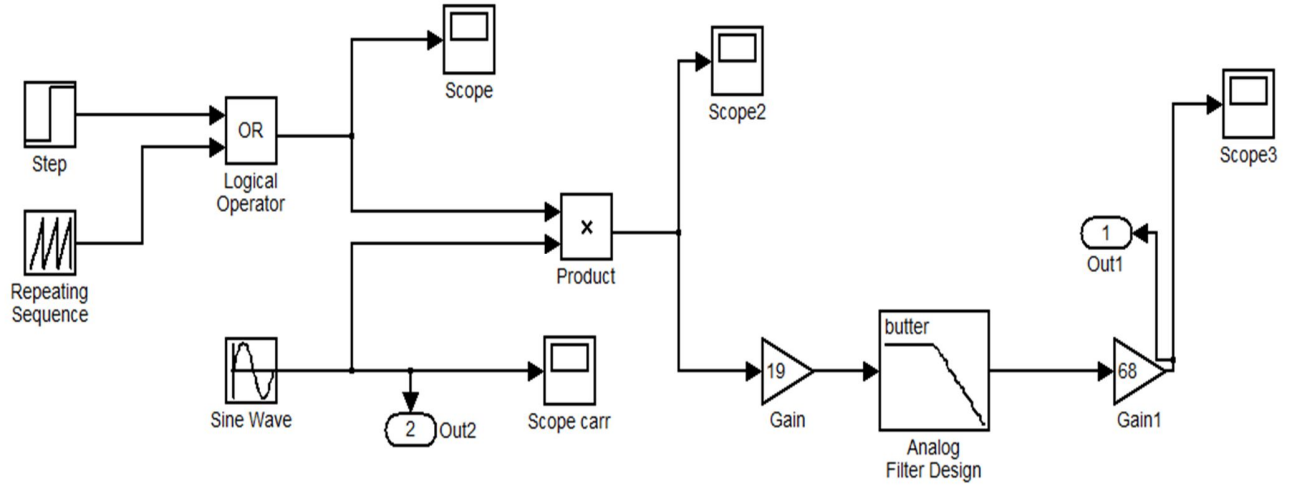 Scope
Scope2
Scope3
Step
OR
Logical
Operator
×
Product
Repeating
Sequence
1
Out1
butter
19
Gain
68
Gain1
Analog
Filter Design
Sine Wave
2
Out2
Scope carr